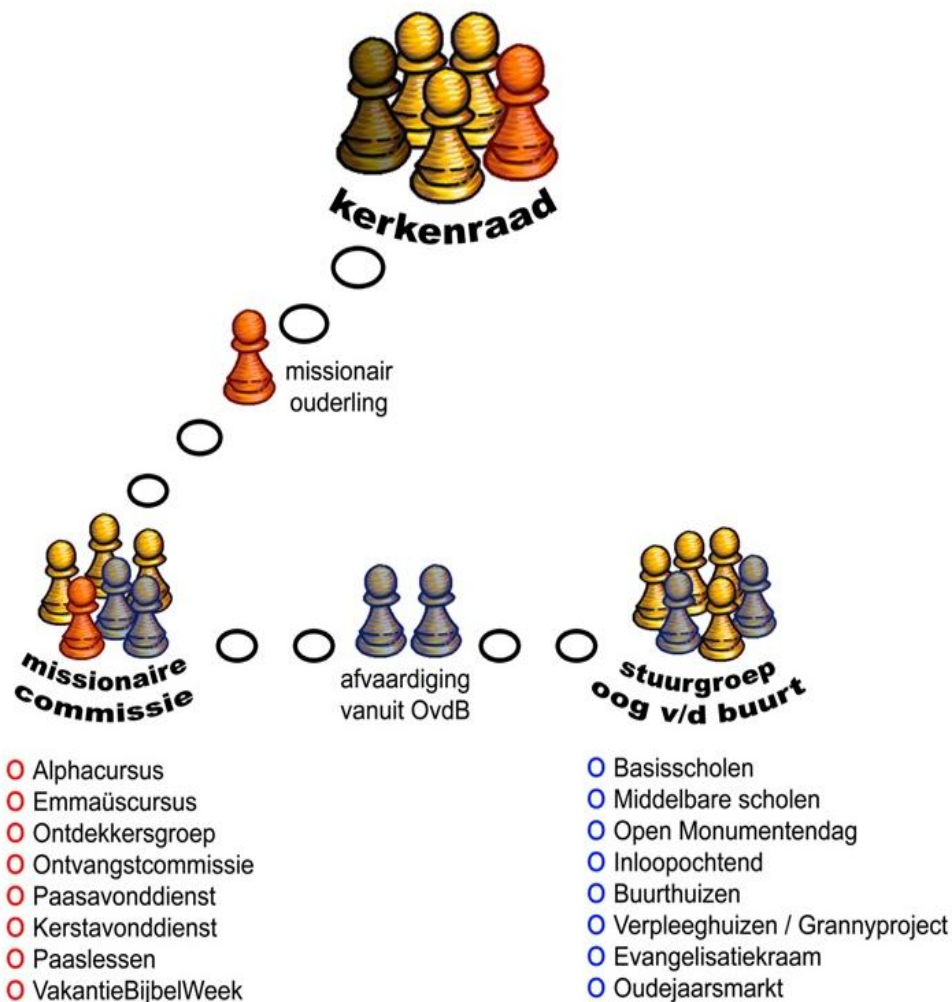 kerkenraad
missionair
ouderling
missionaire
commissie
afvaardiging
vanuit OvdB
stuurgroep
oog v/d buurt
O Alphacursus
O Emmaüscursus
O Ontdekkersgroep
O Ontvangstcommissie
O Paasavonddienst
O Kerstavonddienst
O Paaslessen
O VakantieBijbelWeek
O Basisscholen
O Middelbare scholen
O Open Monumentendag
O Inloopochtend
O Buurthuizen
O Verpleeghuizen / Grannyproject
O Evangelisatiekraam
O Oudejaarsmarkt